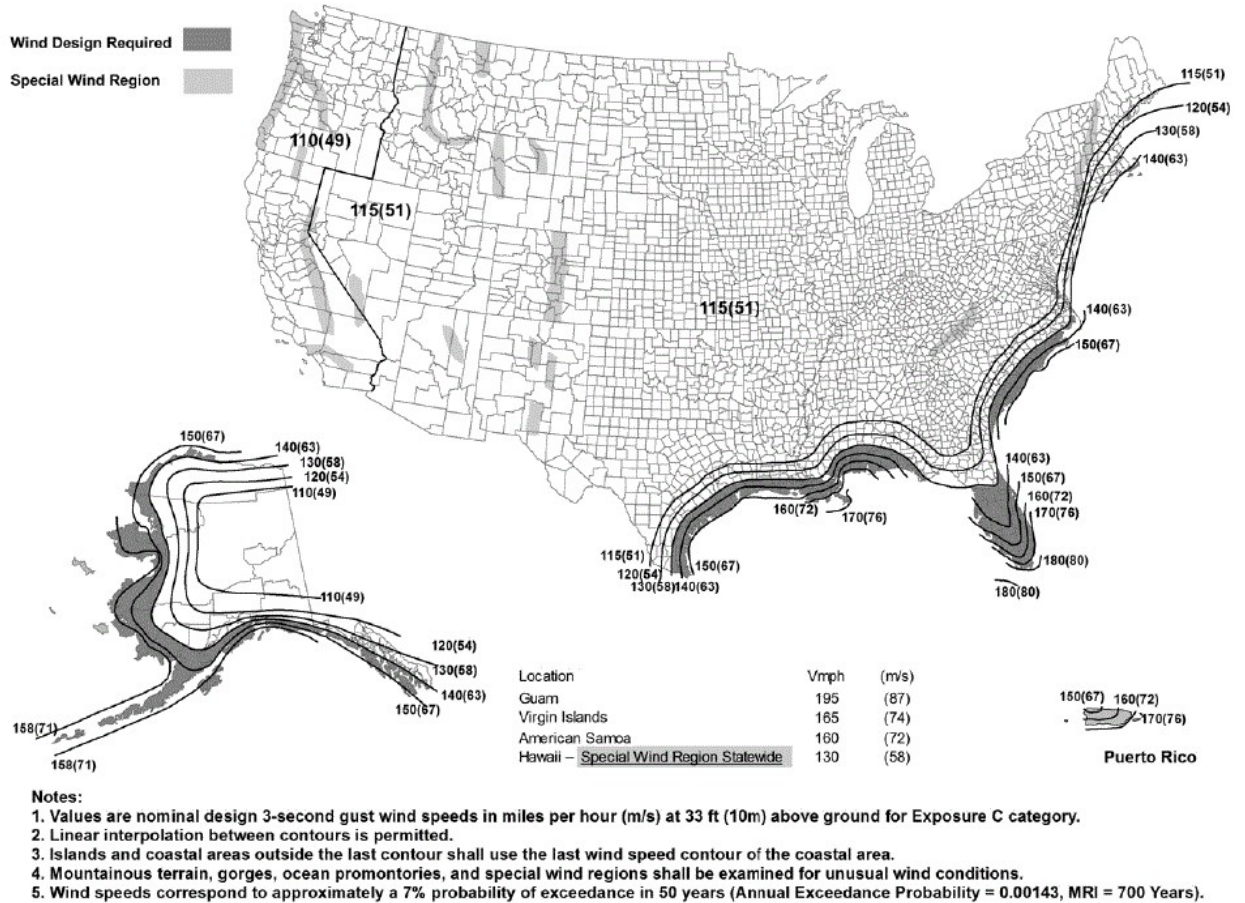 Wind Design Required
Special Wind Region
110(49)
115(51)
115(51)
115(51)
120(54)
130(58)
140(63)
140(63)
150(67)
140(63)
150(67)
160(72)
170(76)
180(80)
180(80)
160(72)
170(76)
115(51)
120(54)
130(58)
140(63)
150(67)
150(67)
140(63)
130(58)
120(54)
110(49)
110(49)
120(54)
130(58)
140(63)
150(67)
158(71)
158(71)
Location Vmph (m/s)
Guam 195 (87)
Virgin Islands 165 (74)
American Samoa 160 (72)
Hawaii – Special Wind Region Statewide 130 (58)
150(67)
160(72)
170(76)
Puerto Rico
Notes:
1. Values are nominal design 3-second gust wind speeds in miles per hour (m/s) at 33 ft (10m) above ground for Exposure C category.
2. Linear interpolation between contours is permitted.
3. Islands and coastal areas outside the last contour shall use the last wind speed contour of the coastal area.
4. Mountainous terrain, gorges, ocean promontories, and special wind regions shall be examined for unusual wind conditions.
5. Wind speeds correspond to approximately a 7% probability of exceedance in 50 years (Annual Exceedance Probability = 0.00143, MRI = 700 Years).